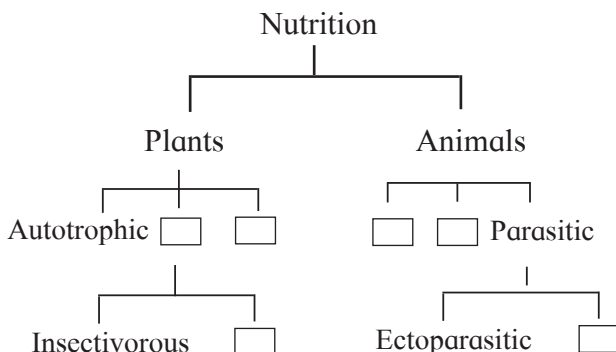 Nutrition
Plants Animals
Autotrophic Parasitic
Insectivorous Ectoparasitic